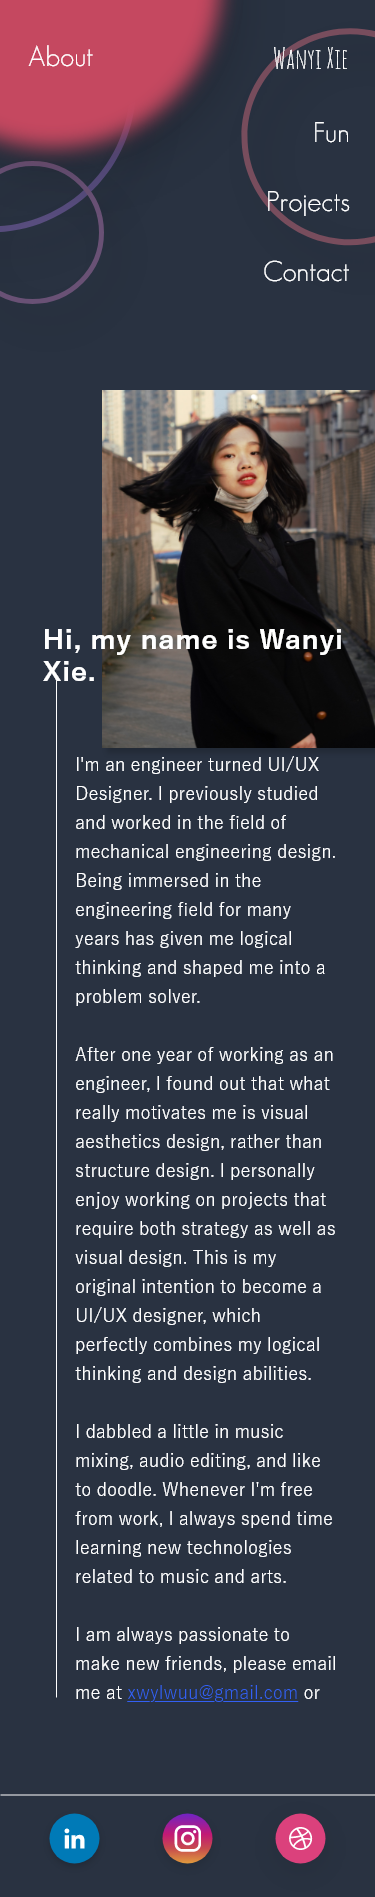 About
Wanyi Xie
Fun
Projects
Contact
Hi, my name is Wanyi
Xie.
I'm an engineer turned UI/UX
Designer. I previously studied
and worked in the field of
mechanical engineering design.
Being immersed in the
engineering field for many
years has given me logical
thinking and shaped me into a
problem solver.
After one year of working as an
engineer, I found out that what
really motivates me is visual
aesthetics design, rather than
structure design. I personally
enjoy working on projects that
require both strategy as well as
visual design. This is my
original intention to become a
UI/UX designer, which
perfectly combines my logical
thinking and design abilities.
I dabbled a little in music
mixing, audio editing, and like
to doodle. Whenever I'm free
from work, I always spend time
learning new technologies
related to music and arts.
I am always passionate to
make new friends, please email
me at xwylwuu@gmail.com or
in